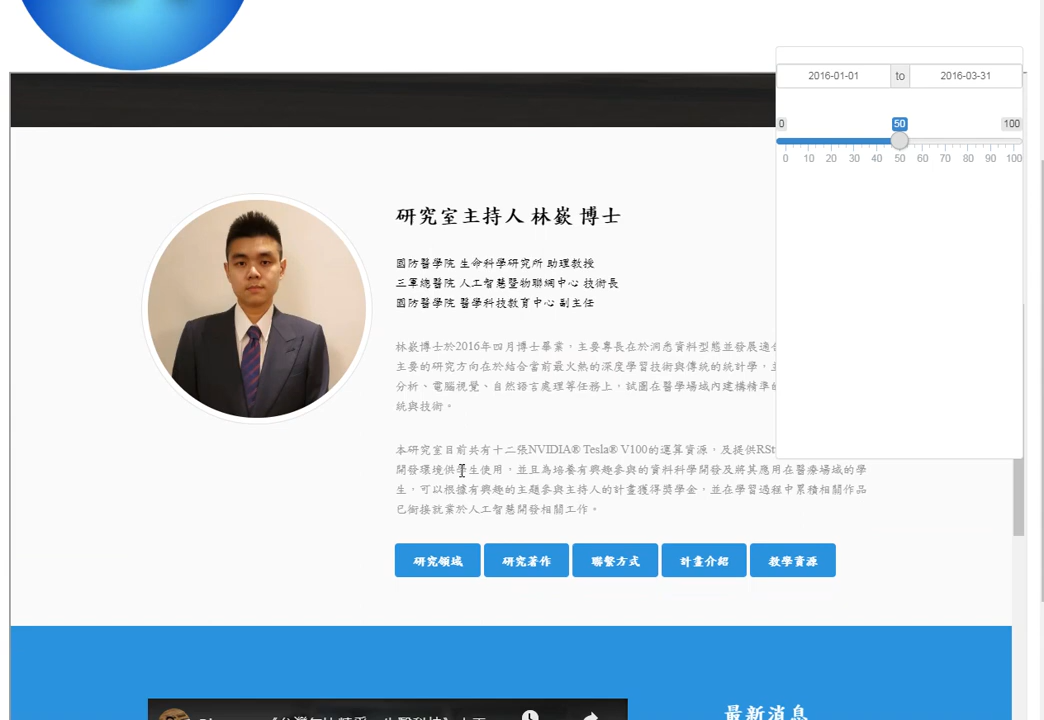 2016-01-01 to 2016-03-31
0 50 100
0 10 20 30 40 50 60 70 80 90 100
研究室主持人 林嶔 博士
國防醫學院 生命科學研究所 助理教授
三軍總醫院 人工智慧暨物聯網中心 技術長
國防醫學院 醫學科技教育中心 副主任
林嶔博士於2016年四月博士畢業，主要專長在於洞悉資料型態並發展適合
主要的研究方向在於結合當前最火熱的深度學習技術與傳統的統計學，主
分析、電腦視覺、自然語言處理等任務上，試圖在醫學場域內建構精準的
統與技術。
本研究室目前共有十二張NVIDIA® Tesla® V100的運算資源，及提供RSt
開發環境供學生使用，並且為培養有興趣參與的資料科學開發及將其應用在醫療場域的學
生，可以根據有興趣的主題參與主持人的計畫獲得獎學金，並在學習過程中累積相關作品
已銜接就業於人工智慧開發相關工作。
研究領域 研究著作 聯繫方式 計畫介紹 教學資源
最新消息